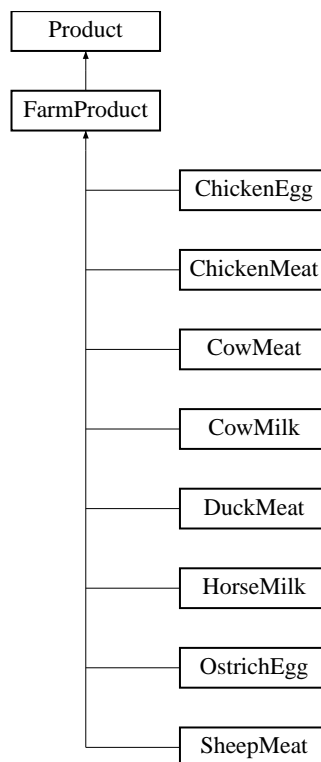 Product
FarmProduct
ChickenEgg
ChickenMeat
CowMeat
CowMilk
DuckMeat
HorseMilk
OstrichEgg
SheepMeat